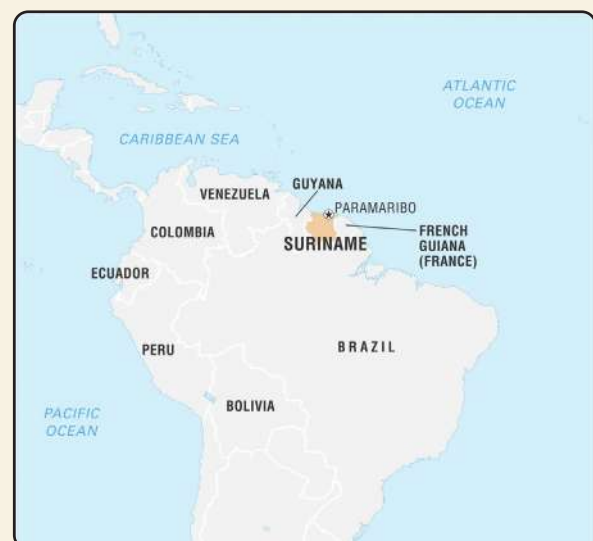 ATLANTIC
OCEAN
CARIBBEAN SEA
VENEZUELA
GUYANA
PARAMARIBO
COLOMBIA
SURINAME
FRENCH
GUIANA
(FRANCE)
ECUADOR
PERU
BRAZIL
BOLIVIA
PACIFIC
OCEAN